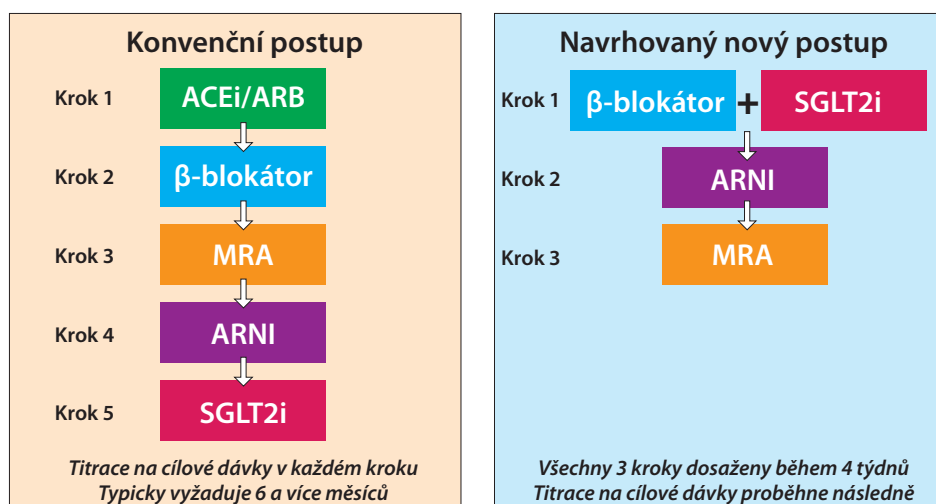 Konvenční postup
Krok 1
ACEi/ARB
Krok 2
β-blokátor
Krok 3
MRA
Krok 4
ARNI
Krok 5
SGLT2i
Titrace na cílové dávky v každém kroku
Typicky vyžaduje 6 a více měsíců
Navrhovaný nový postup
Krok 1
β-blokátor + SGLT2i
Krok 2
ARNI
Krok 3
MRA
Všechny 3 kroky dosaženy během 4 týdnů
Titrace na cílové dávky proběhne následně